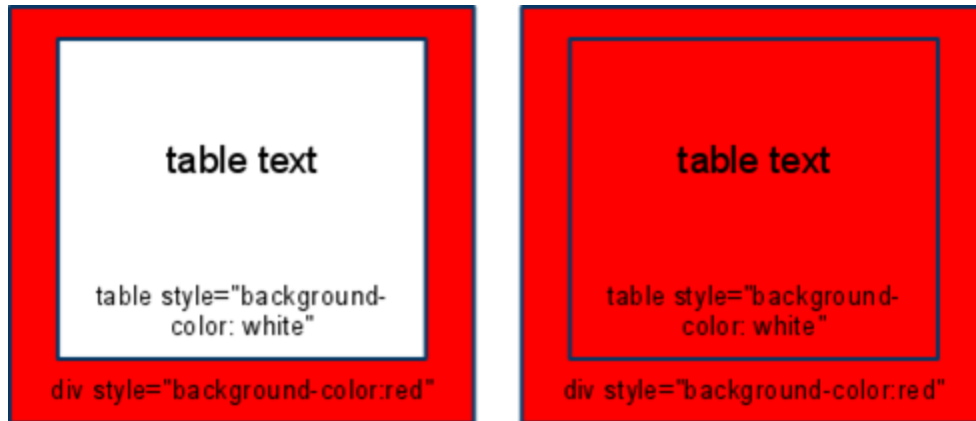 table text
table style="background-
color: white"
div style="background-color:red"
table text
table style="background-
color: white"
div style="background-color:red"